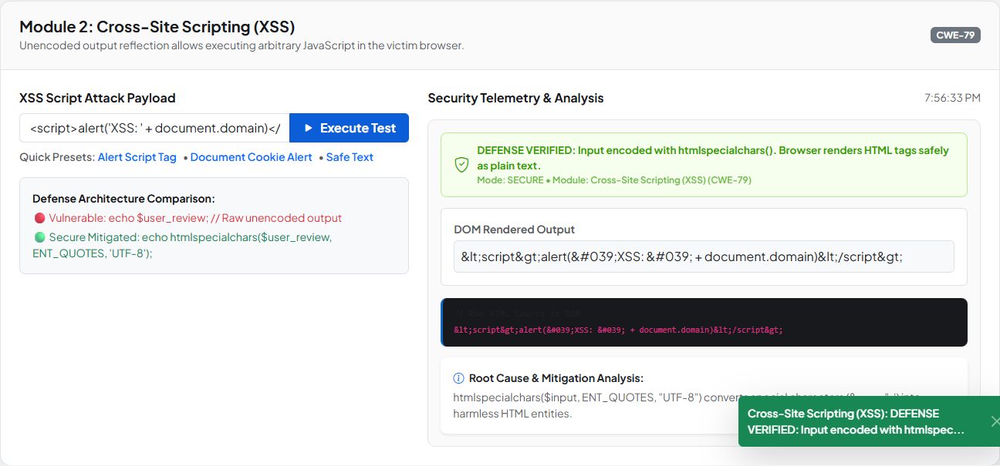 Module 2: Cross-Site Scripting (XSS)
Unencoded output reflection allows executing arbitrary JavaScript in the victim browser.
CWE-79
XSS Script Attack Payload
<script>alert('XSS: ' + document.domain)</
Execute Test
Quick Presets: Alert Script Tag • Document Cookie Alert • Safe Text
Defense Architecture Comparison:
Vulnerable: echo $user_review; // Raw unencoded output
Secure Mitigated: echo htmlspecialchars($user_review,
ENT_QUOTES, 'UTF-8');
Security Telemetry & Analysis
7:56:33 PM
DEFENSE VERIFIED: Input encoded with htmlspecialchars(). Browser renders HTML tags safely
as plain text.
Mode: SECURE • Module: Cross-Site Scripting (XSS) (CWE-79)
DOM Rendered Output
&lt;script&gt;alert(&#039;XSS: &#039; + document.domain)&lt;/script&gt;
// Raw HTML Source in DOM
&lt;script&gt;alert(&#039;XSS: &#039; + document.domain)&lt;/script&gt;
Root Cause & Mitigation Analysis:
htmlspecialchars($input, ENT_QUOTES, "UTF-8")
harmless HTML entities.
Cross-Site Scripting (XSS): DEFENSE
VERIFIED: Input encoded with htmlspec...